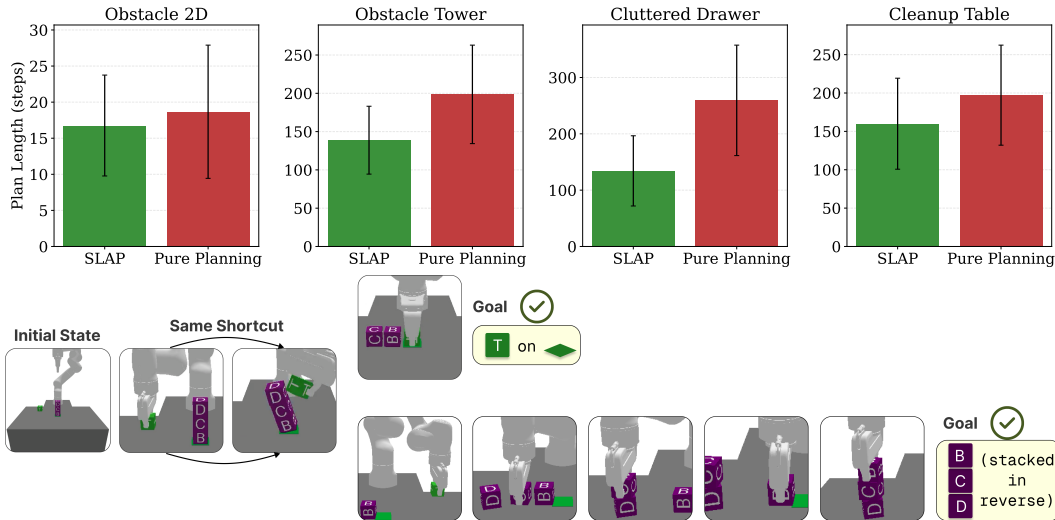 Obstacle 2D
Obstacle Tower
Cluttered Drawer
Cleanup Table
Plan Length (steps)
30
25
20
15
10
5
0
SLAP
Pure Planning
250
200
150
100
50
0
SLAP
Pure Planning
300
200
100
0
SLAP
Pure Planning
250
200
150
100
50
0
SLAP
Pure Planning
Initial State
Same Shortcut
D
D
C
B
D
D
C
B
T
C
C
B
B
Goal
T on
B
D
B
D
B
D
C
Goal
B
C
D
(stacked
in
reverse)